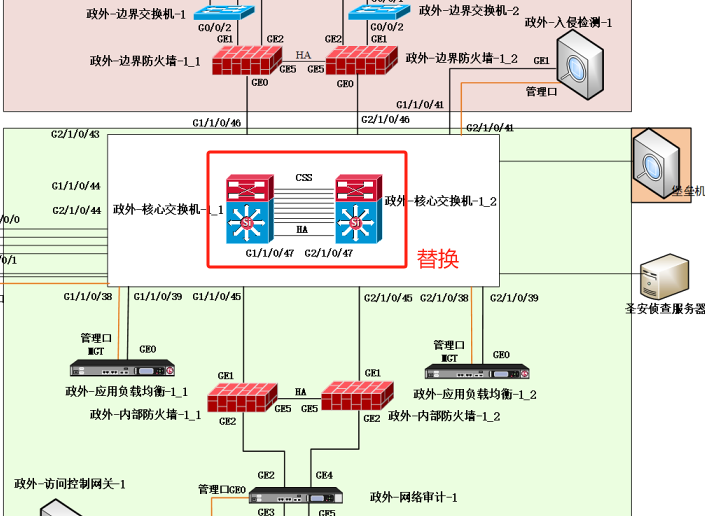 G0/0/1
政外-边界交换机-1
政外-边界交换机-2
G0/0/2
G0/0/2
政外-入侵检测-1
GE1
GE2
GE2
GE1
HA
政外-边界防火墙-1_1
政外-边界防火墙-1_2
GE5
GE5
GE1
GE0
GE0
管理口
G1/1/0/41
G1/1/0/46
G2/1/0/46
G2/1/0/41
G2/1/0/43
CSS
G1/1/0/44
堡垒机
政外-核心交换机-1_1
政外-核心交换机-1_2
G2/1/0/44
/0/0
Si
Si
HA
G1/1/0/47
G2/1/0/47
替换
0/1
口
G1/1/0/38
G1/1/0/39
G1/1/0/45
G2/1/0/45
G2/1/0/38
G2/1/0/39
圣安侦查服务器
管理口
MGT
GE0
管理口
MGT
GE0
GE1
GE1
政外-应用负载均衡-1_1
HA
政外-应用负载均衡-1_2
政外-内部防火墙-1_1
GE5
GE5
政外-内部防火墙-1_2
GE2
GE2
政外-访问控制网关-1
GE2
GE4
管理口GE0
政外-网络审计-1
GE3
GE5